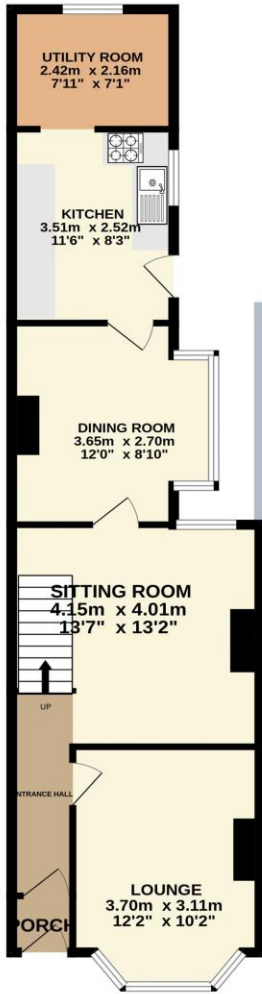 UTILITY ROOM
2.42m x 2.16m
7'11" x 7'1"
KITCHEN
3.51m x 2.52m
11'6" x 8'3"
DINING ROOM
3.65m x 2.70m
12'0" x 8'10"
SITTING ROOM
4.15m x 4.01m
13'7" x 13'2"
UP
ENTRANCE HALL
LOUNGE
3.70m x 3.11m
12'2" x 10'2"
PORCH